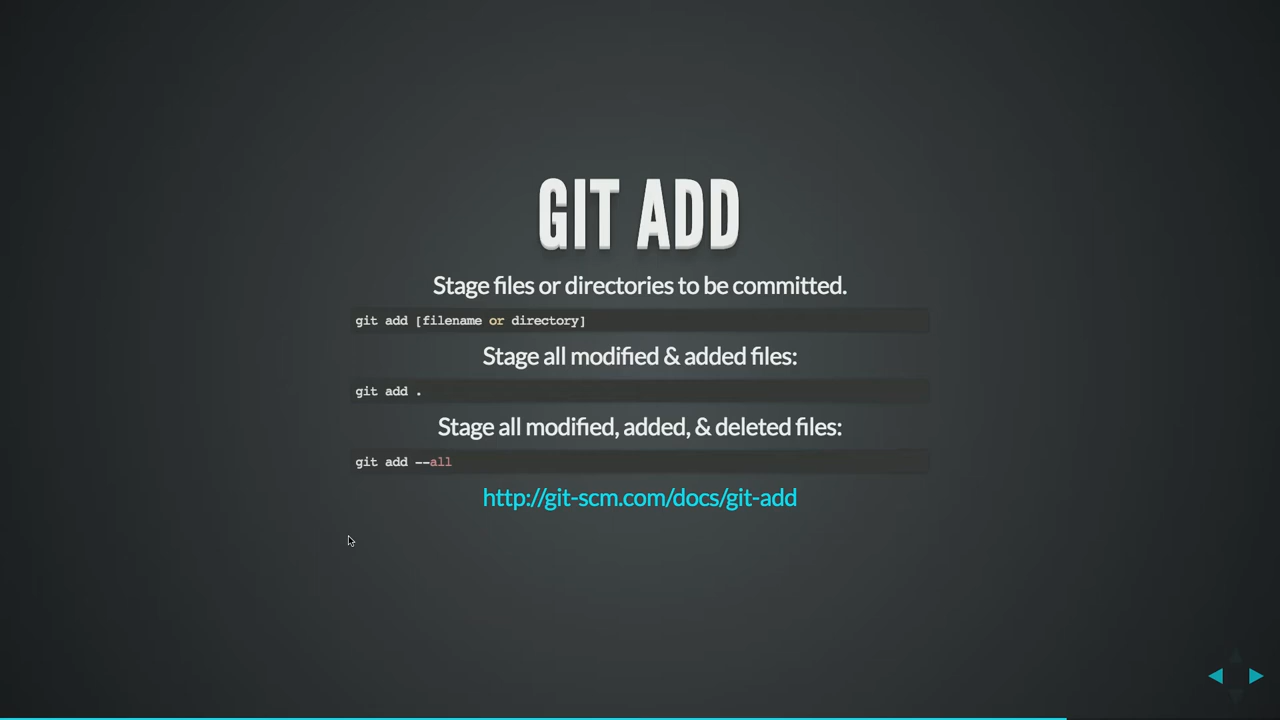 GIT ADD
Stage files or directories to be committed.
git add [filename or directory]
Stage all modified & added files:
git add .
Stage all modified, added, & deleted files:
git add --all
http://git-scm.com/docs/git-add